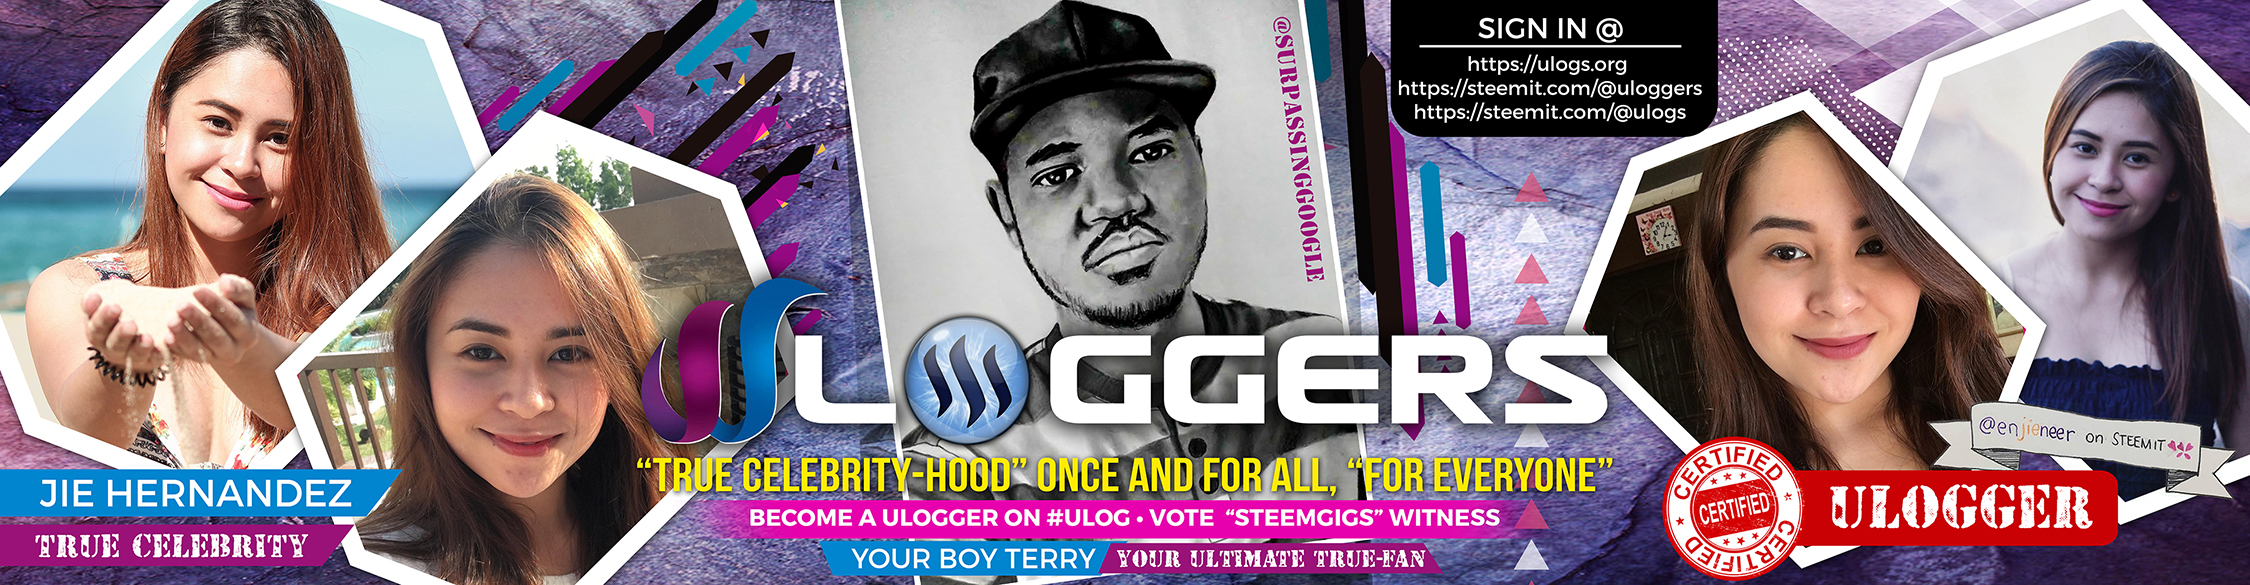 SIGN IN @
https://ulogs.org
https://steemit.com/@uloggers
https://steemit.com/@ulogs
@SURPASSINGGOOGLE
ULOGGERS
"TRUE CELEBRITY-HOOD" ONCE AND FOR ALL, "FOR EVERYONE"
BECOME A ULOGGER ON #ULOG • VOTE "STEEMGIGS" WITNESS
YOUR BOY TERRY YOUR ULTIMATE TRUE-FAN
JIE HERNANDEZ
TRUE CELEBRITY
@enjieneer on STEEMIT
CERTIFIED
CERTIFIED
CERTIFIED
ULOGGER